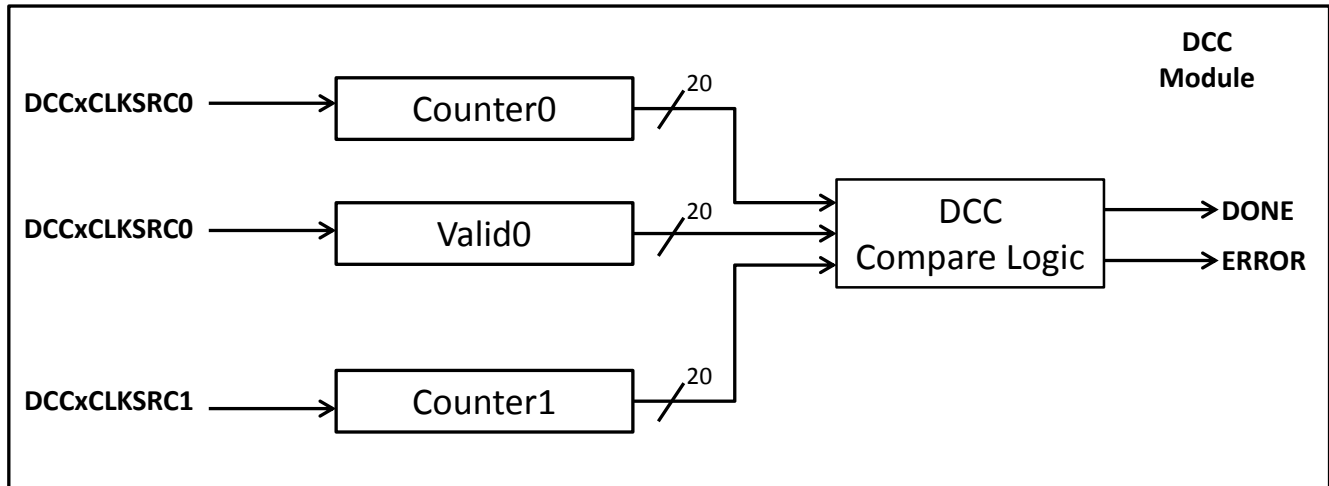 DCC
Module
DCCxCLKSRC0
Counter0
20
DCCxCLKSRC0
Valid0
20
DCC
Compare Logic
DONE
ERROR
DCCxCLKSRC1
Counter1
20